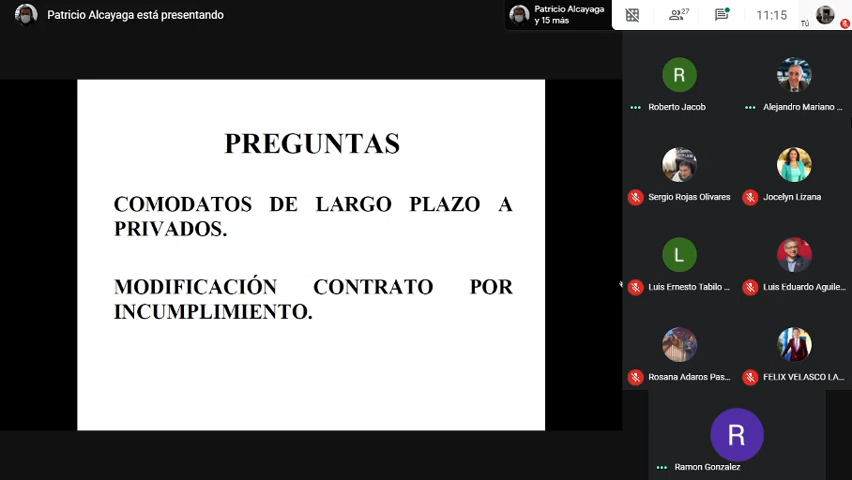 Patricio Alcayaga está presentando
Patricio Alcayaga
y 15 más
27
11:15
Tú
PREGUNTAS
COMODATOS DE LARGO PLAZO A
PRIVADOS.
MODIFICACIÓN CONTRATO POR
INCUMPLIMIENTO.
R
Roberto Jacob
Alejandro Mariano ...
Sergio Rojas Olivares
Jocelyn Lizana
L
Luis Ernesto Tabilo ...
Luis Eduardo Aguile...
Rosana Adaros Pas...
FELIX VELASCO LA...
R
Ramon Gonzalez